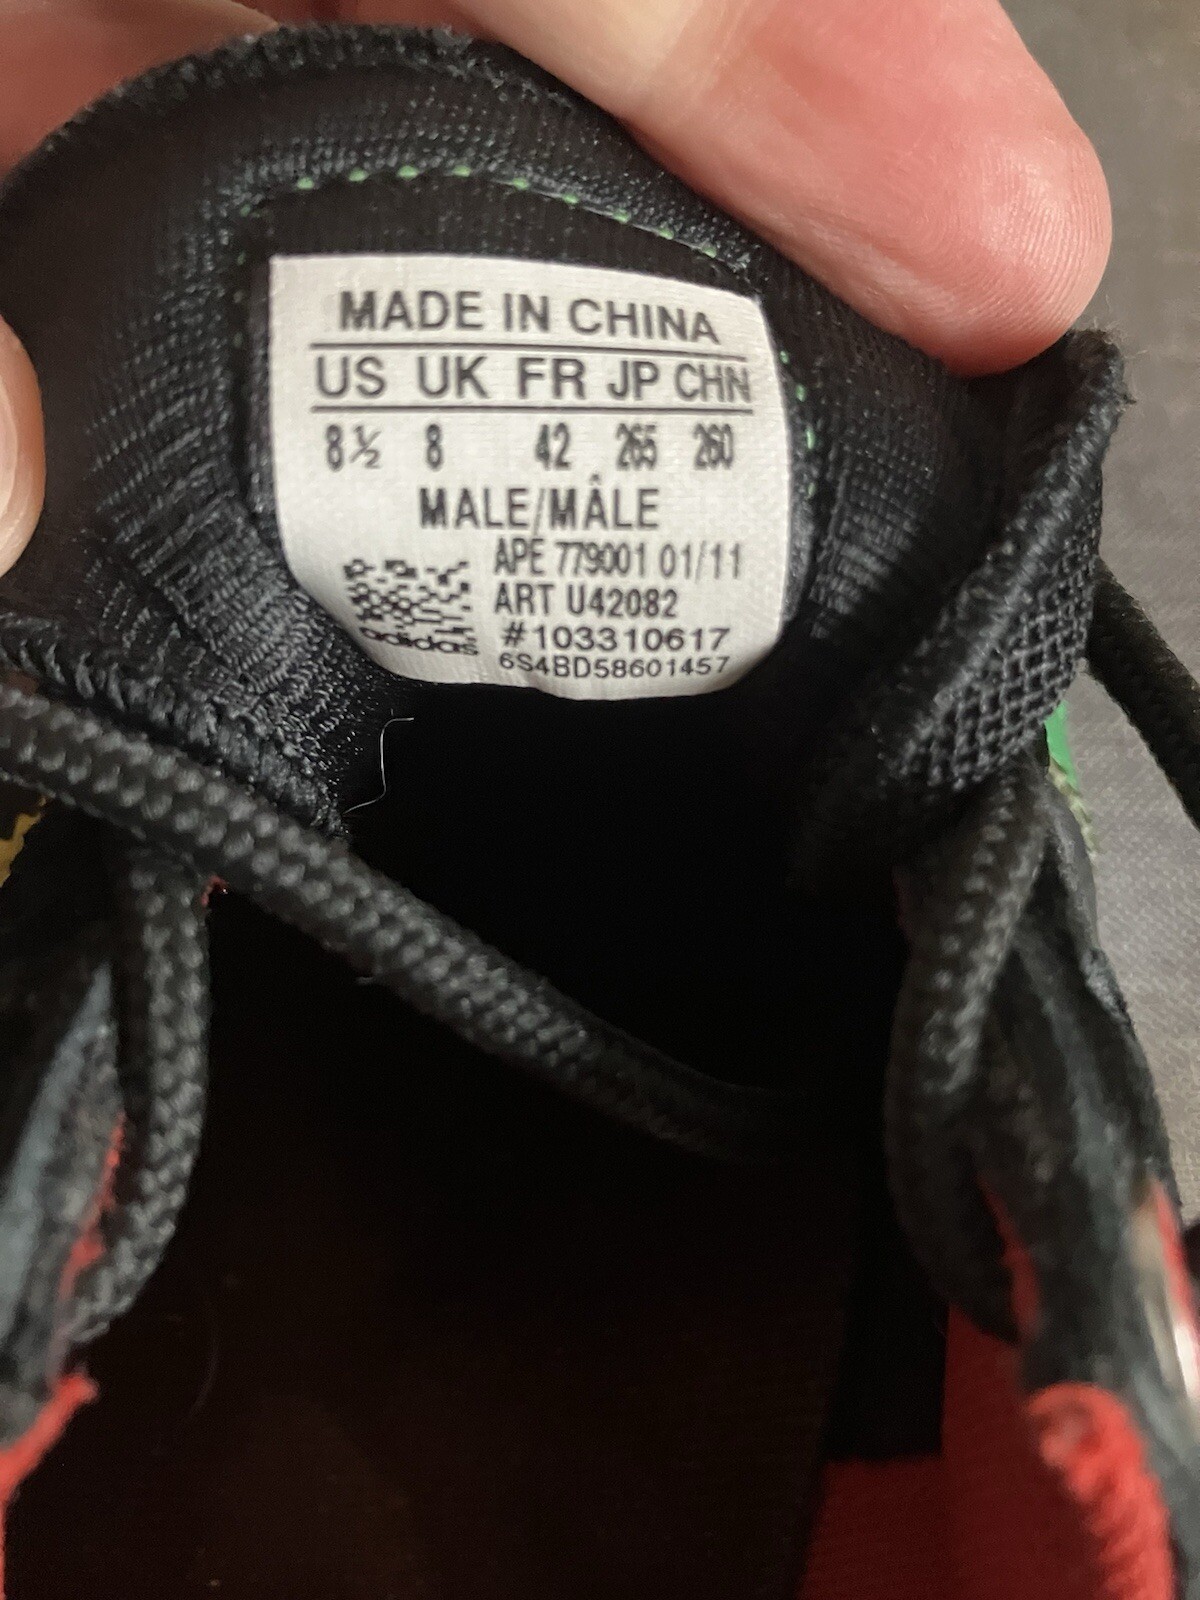 MADE IN CHINA
US UK FR JP CHN
8½ 8 42 265 260
MALE/MÂLE
APE 779001 01/11
ART U42082
#103310617
adidas
6S4BD58601457